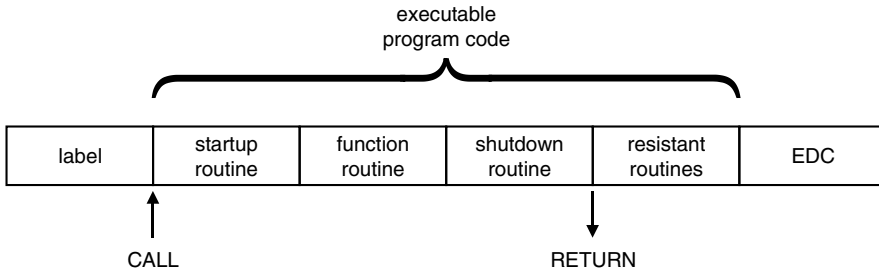 executable
program code
label
startup
routine
function
routine
shutdown
routine
resistant
routines
EDC
CALL
RETURN